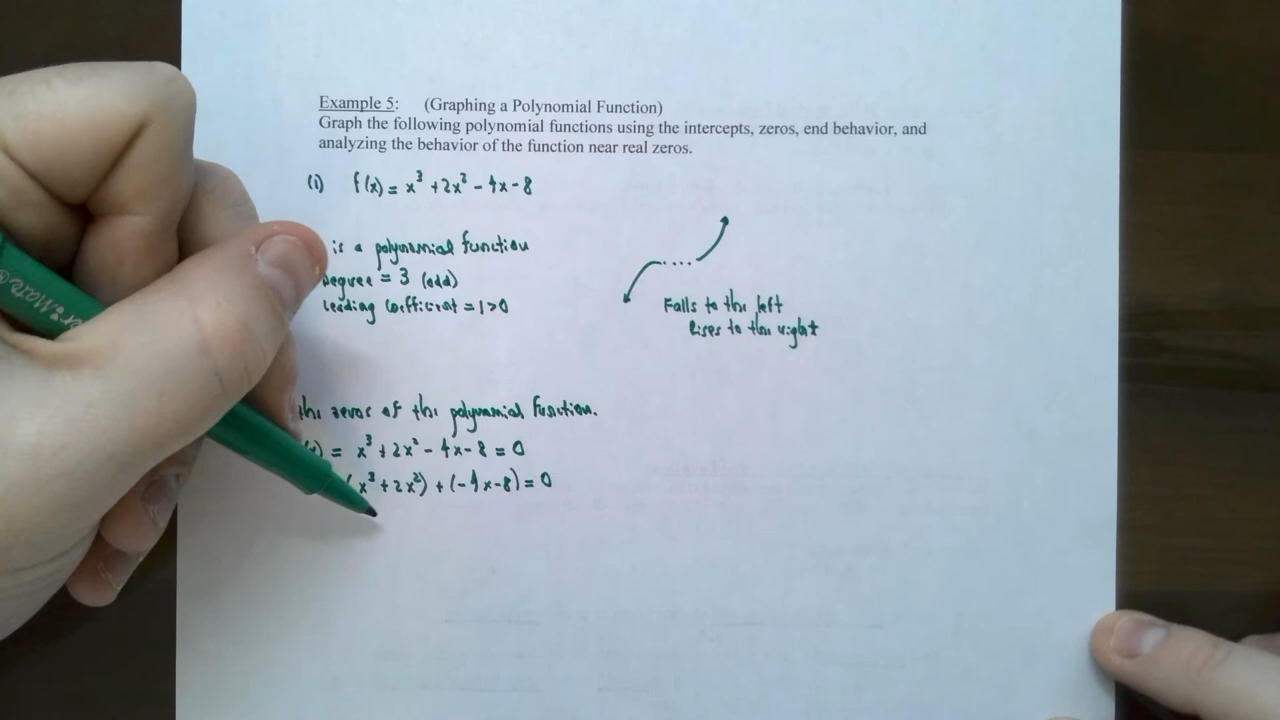 Example 5: (Graphing a Polynomial Function)
Graph the following polynomial functions using the intercepts, zeros, end behavior, and
analyzing the behavior of the function near real zeros.
(i) f(x) = x³ + 2x² - 4x - 8
is a polynomial function
Degree = 3 (odd)
Leading Coefficient = 1 > 0
Falls to the left
Rises to the right
the zeros of the polynomial function.
= x³ + 2x² - 4x - 8 = 0
(x³ + 2x²) + (-4x - 8) = 0